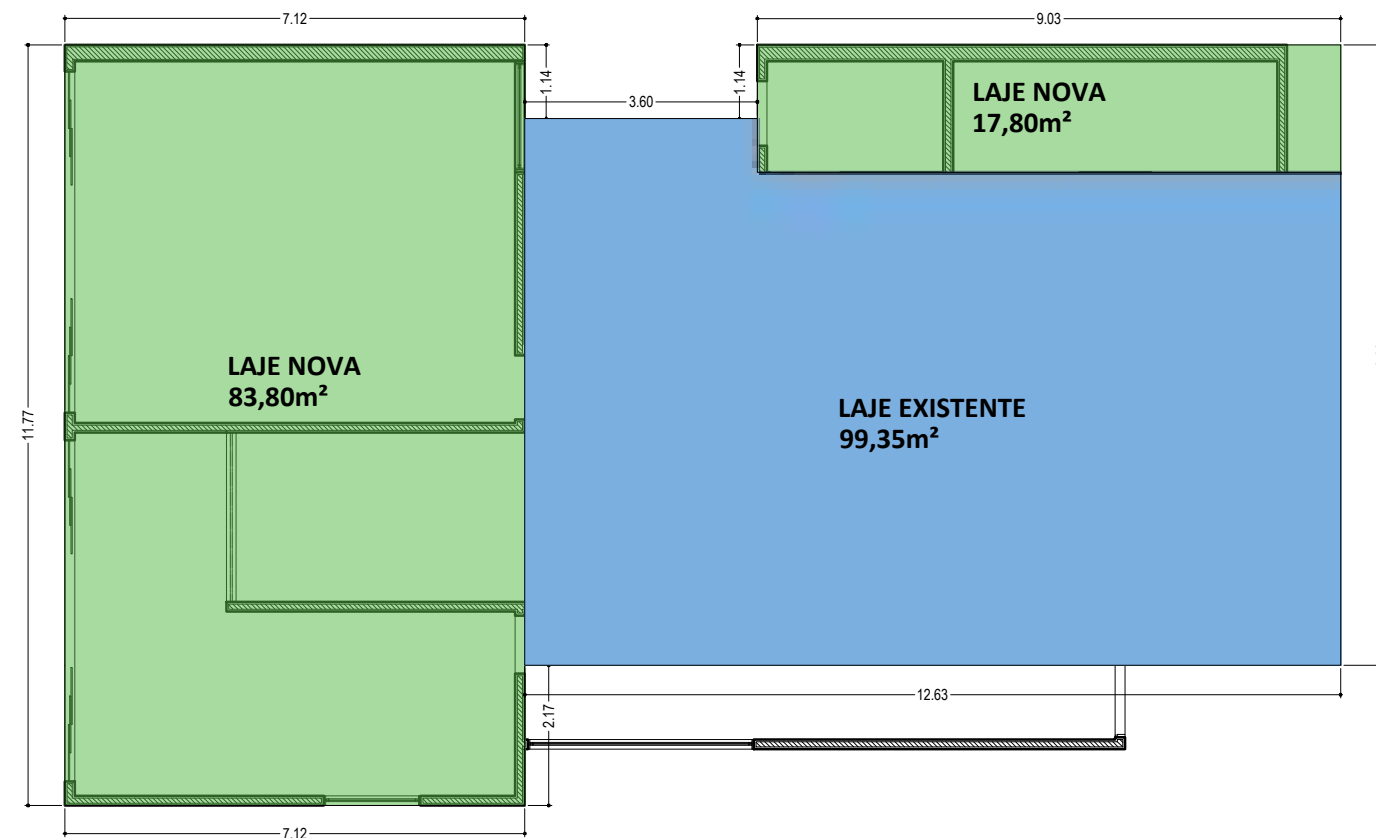 7.12
9.03
1.14
1.14
3.60
LAJE NOVA
17,80m²
LAJE NOVA
83,80m²
11.77
LAJE EXISTENTE
99,35m²
12.63
2.17
7.12